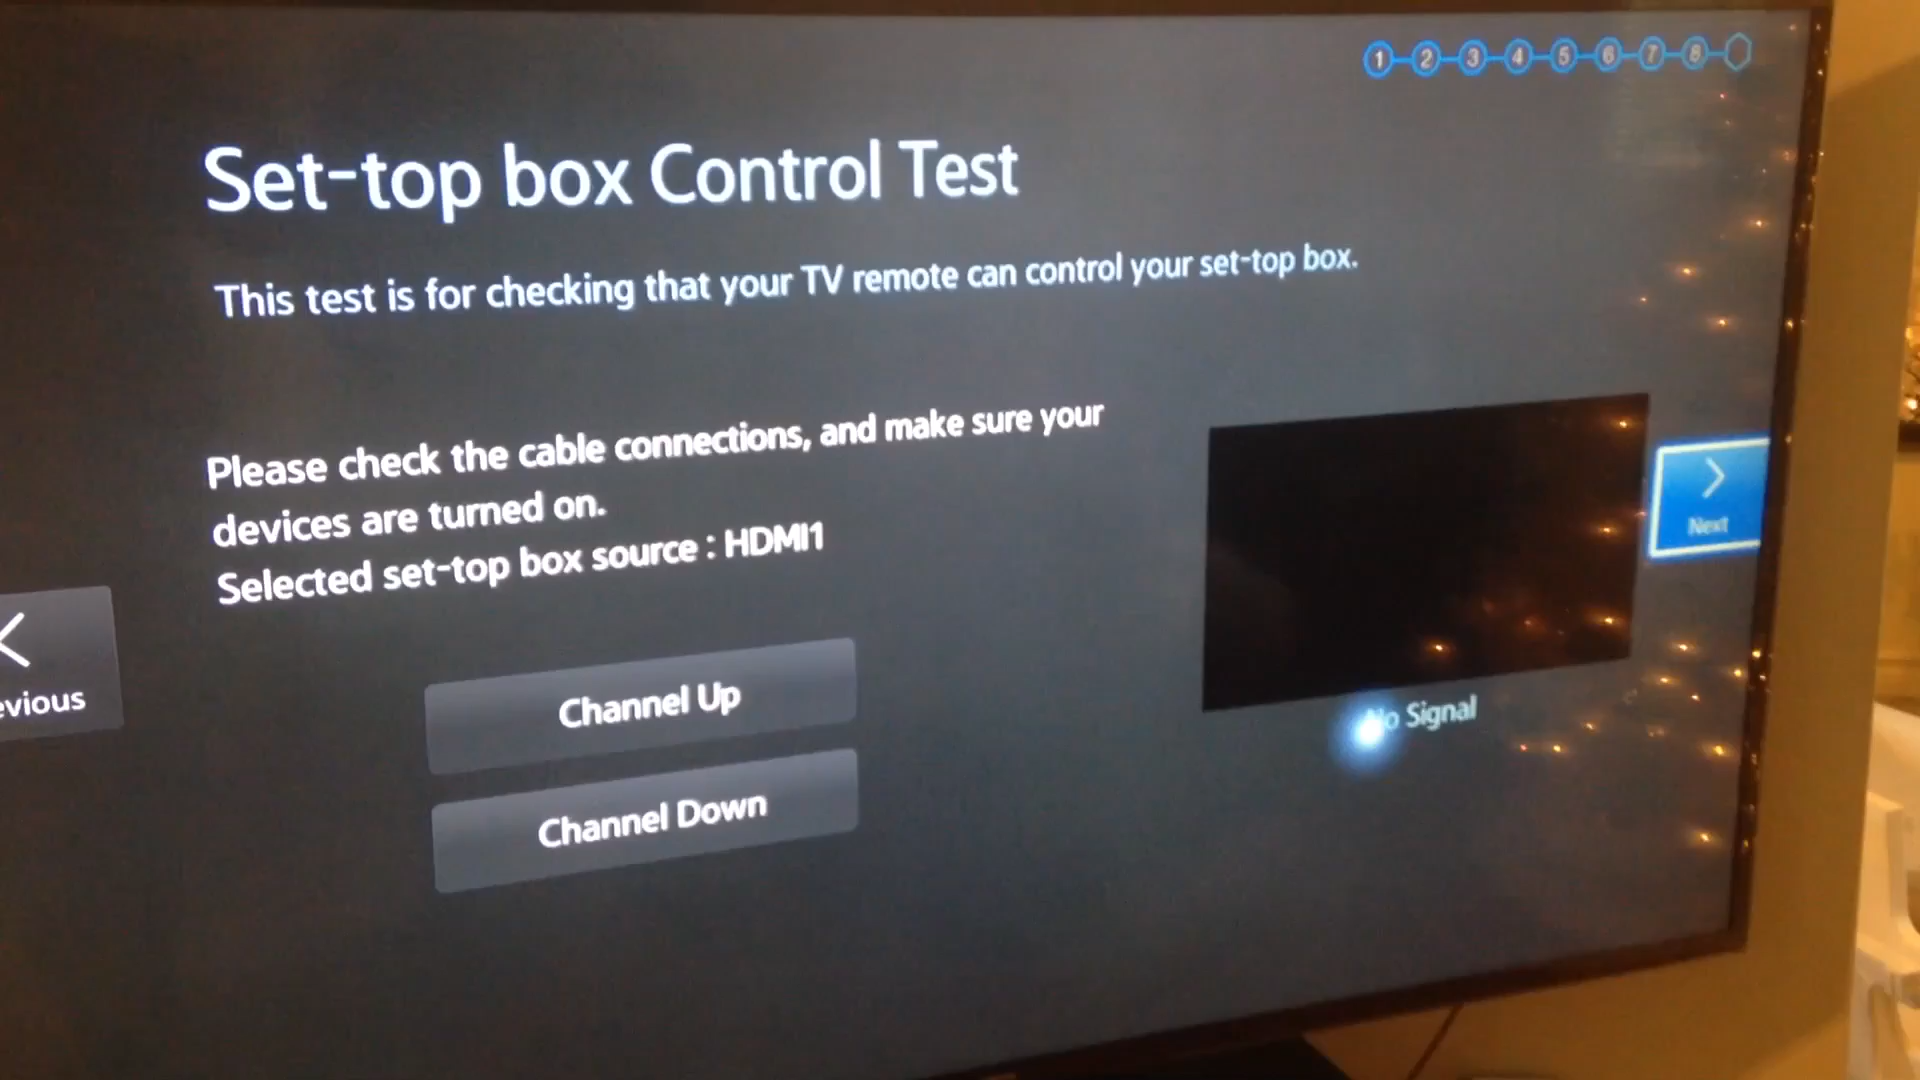 1 2 3 4 5 6 7 8
Set-top box Control Test
This test is for checking that your TV remote can control your set-top box.
Please check the cable connections, and make sure your
devices are turned on.
Selected set-top box source : HDMI1
Next
evious
Channel Up
No Signal
Channel Down